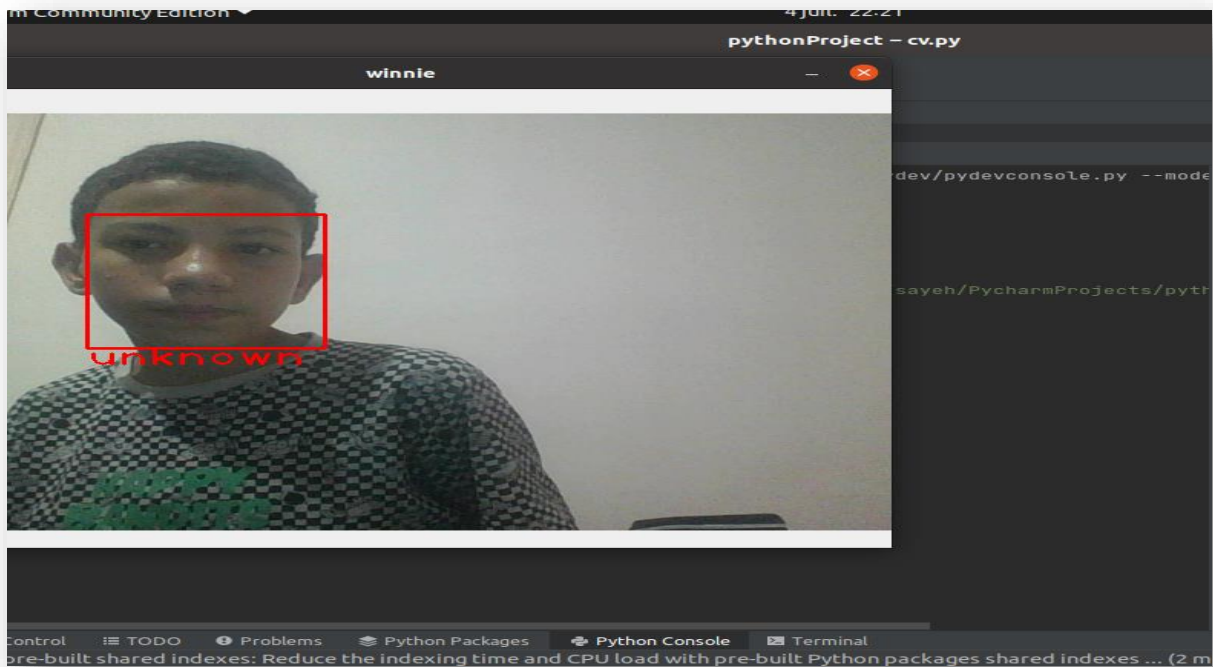 m Community Edition
4 juil. 22:21
pythonProject – cv.py
winnie
dev/pydevconsole.py --mode
sayeh/PycharmProjects/pyth
unknown
HAPPY
Control TODO Problems Python Packages Python Console Terminal
pre-built shared indexes: Reduce the indexing time and CPU load with pre-built Python packages shared indexes ... (2 m